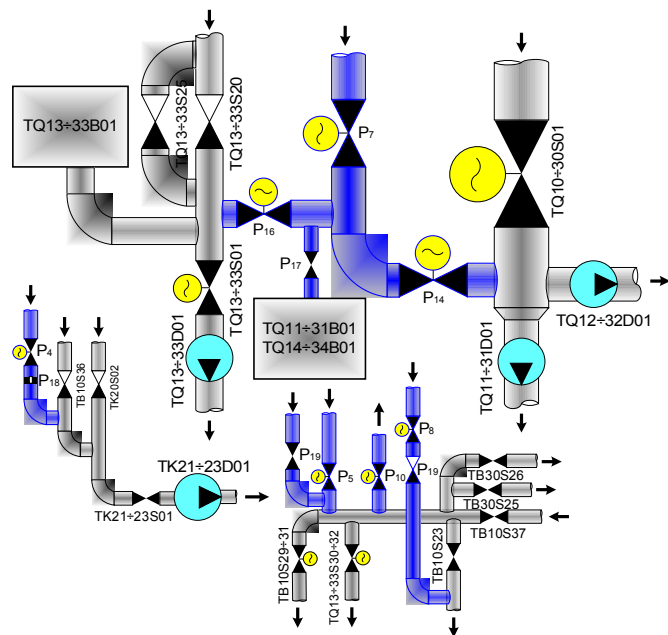 TQ13÷33B01
TQ13÷33S25
TQ13÷33S20
P7
TQ10÷30S01
P16
P17
TQ13÷33S01
P14
TQ12÷32D01
TQ11÷31B01
TQ14÷34B01
TQ13÷33D01
TQ11÷31D01
P4
P18
TB10S36
TK20S02
TK21÷23D01
TK21÷23S01
P19
P5
P10
P8
P19
TB30S26
TB30S25
TB10S37
TB10S29÷31
TQ13÷33S30÷32
TB10S23